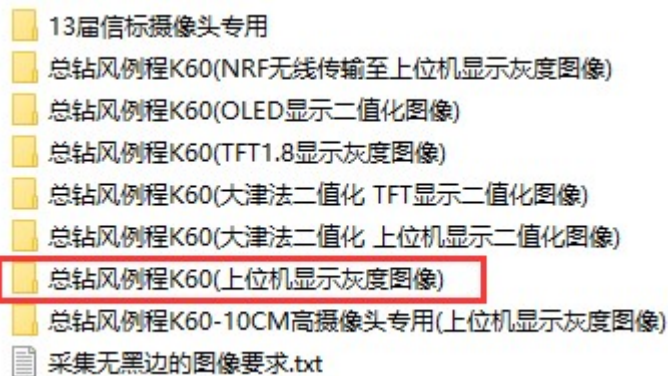 13届信标摄像头专用
总钻风例程K60(NRF无线传输至上位机显示灰度图像)
总钻风例程K60(OLED显示二值化图像)
总钻风例程K60(TFT1.8显示灰度图像)
总钻风例程K60(大津法二值化 TFT显示二值化图像)
总钻风例程K60(大津法二值化 上位机显示二值化图像)
总钻风例程K60(上位机显示灰度图像)
总钻风例程K60-10CM高摄像头专用(上位机显示灰度图像)
采集无黑边的图像要求.txt